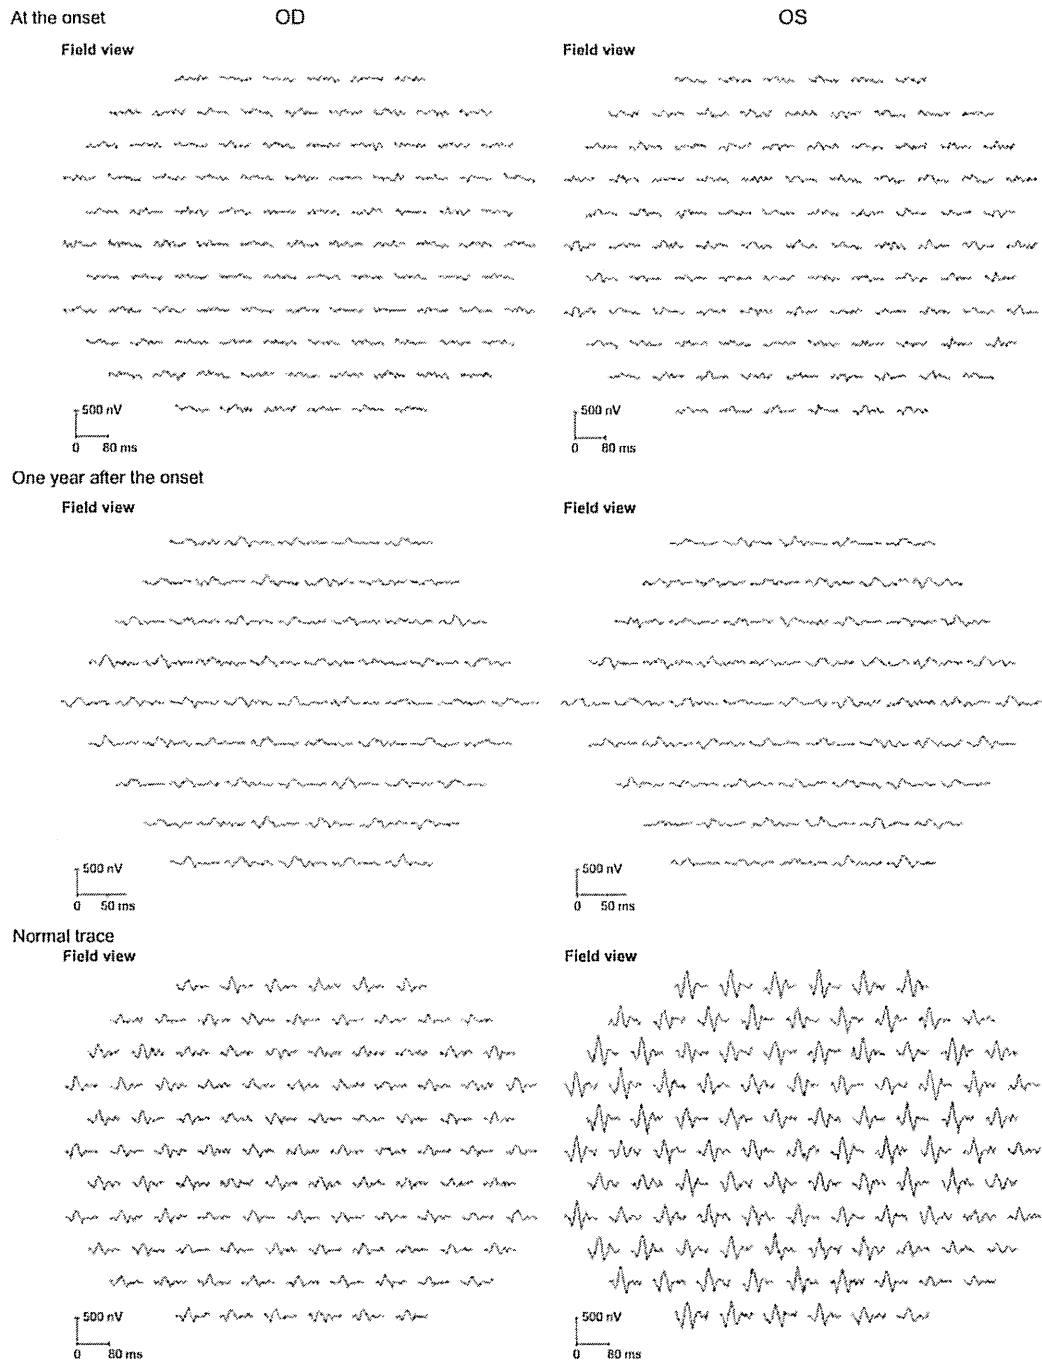 At the onset OD OS
Field view Field view
500 nV 500 nV
0 80 ms 0 80 ms
One year after the onset
Field view Field view
500 nV 500 nV
0 50 ms 0 50 ms
Normal trace
Field view Field view
500 nV 500 nV
0 80 ms 0 80 ms